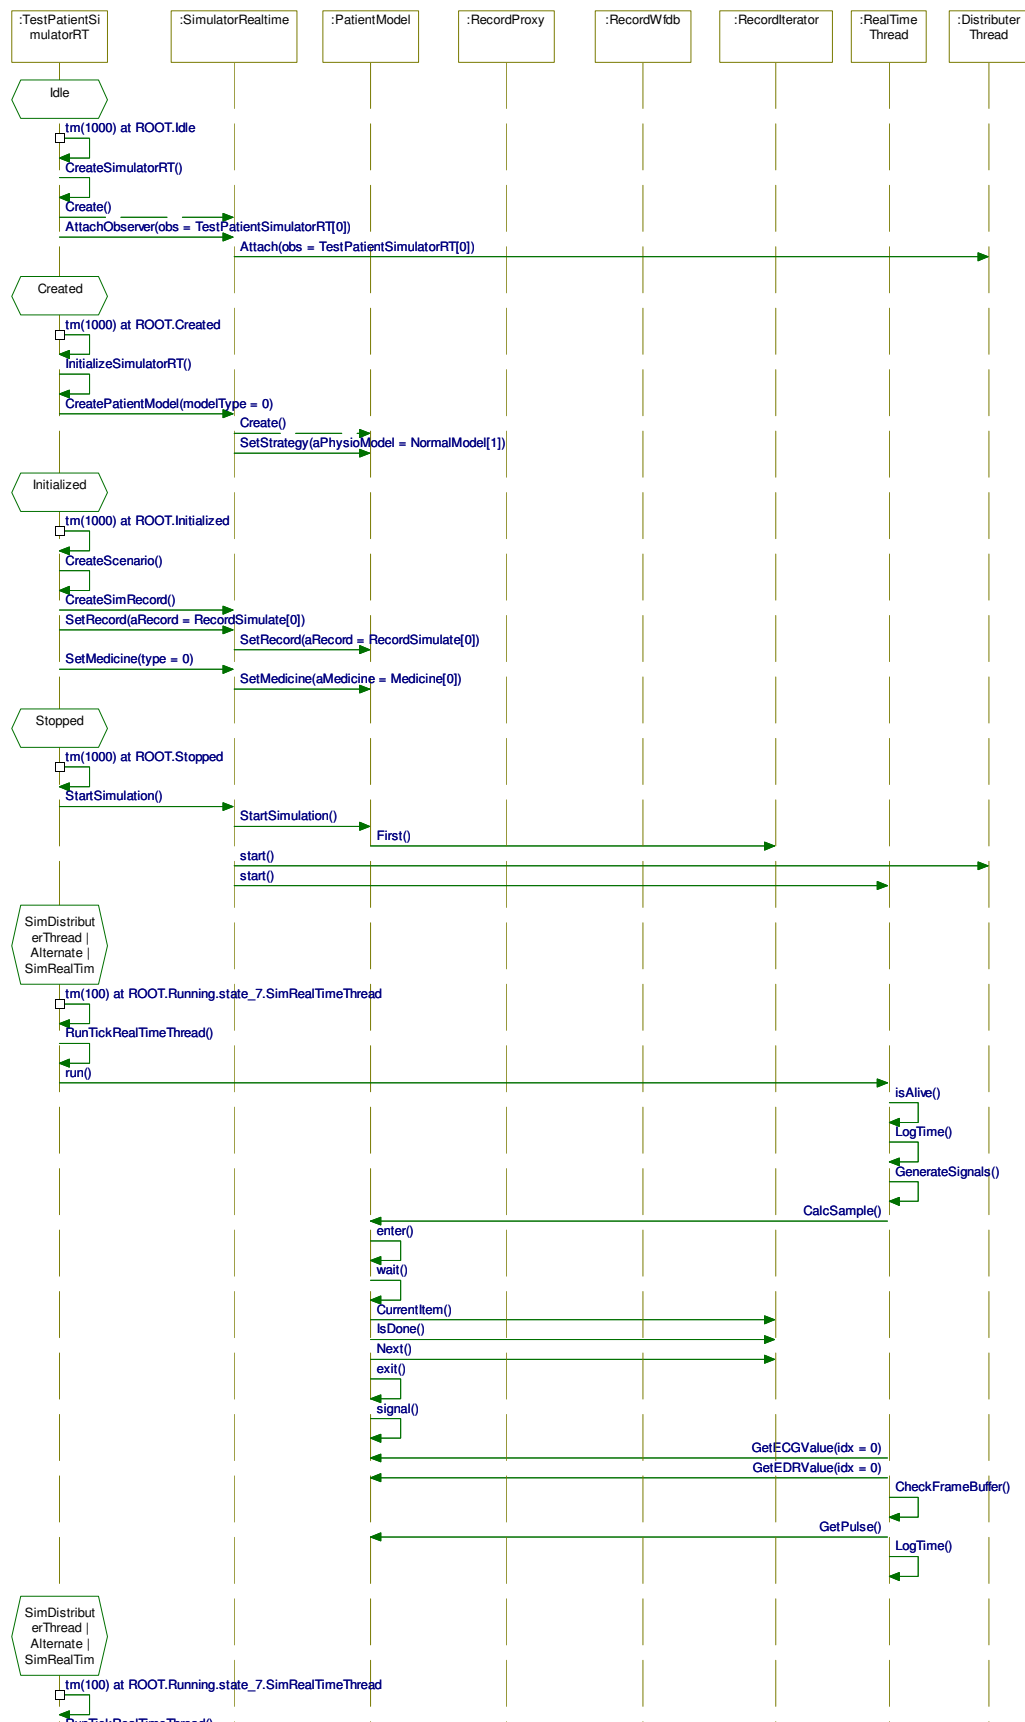 :TestPatientSi
mulatorRT
:SimulatorRealtime
:PatientModel
:RecordProxy
:RecordWfdb
:RecordIterator
:RealTime
Thread
:Distributer
Thread
Idle
tm(1000) at ROOT.Idle
CreateSimulatorRT()
Create()
AttachObserver(obs = TestPatientSimulatorRT[0])
Attach(obs = TestPatientSimulatorRT[0])
Created
tm(1000) at ROOT.Created
InitializeSimulatorRT()
CreatePatientModel(modelType = 0)
Create()
SetStrategy(aPhysioModel = NormalModel[1])
Initialized
tm(1000) at ROOT.Initialized
CreateScenario()
CreateSimRecord()
SetRecord(aRecord = RecordSimulate[0])
SetRecord(aRecord = RecordSimulate[0])
SetMedicine(type = 0)
SetMedicine(aMedicine = Medicine[0])
Stopped
tm(1000) at ROOT.Stopped
StartSimulation()
StartSimulation()
First()
start()
start()
SimDistribut
erThread |
Alternate |
SimRealTim
tm(100) at ROOT.Running.state_7.SimRealTimeThread
RunTickRealTimeThread()
run()
isAlive()
LogTime()
GenerateSignals()
CalcSample()
enter()
wait()
CurrentItem()
IsDone()
Next()
exit()
signal()
GetECGValue(idx = 0)
GetEDRValue(idx = 0)
CheckFrameBuffer()
GetPulse()
LogTime()
SimDistribut
erThread |
Alternate |
SimRealTim
tm(100) at ROOT.Running.state_7.SimRealTimeThread
RunTickRealTimeThread()